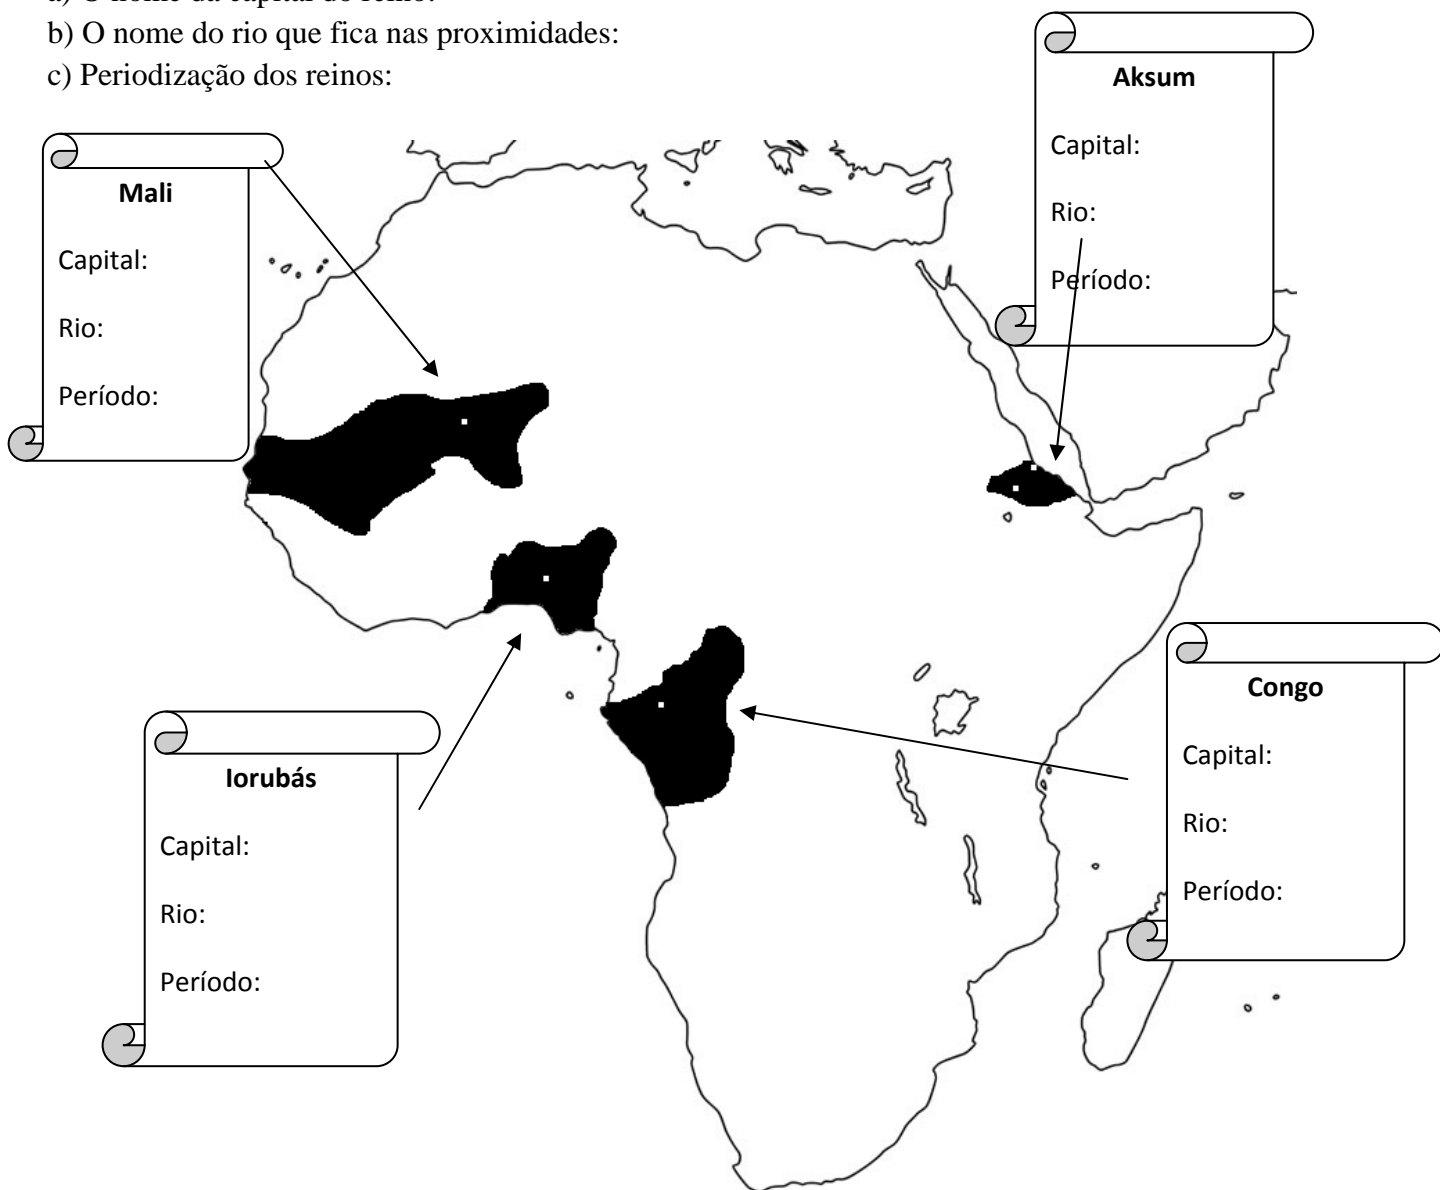 a) O nome da capital do reino:
b) O nome do rio que fica nas proximidades:
c) Periodização dos reinos:
Aksum
Capital:
Rio:
Período:
Mali
Capital:
Rio:
Período:
Congo
Capital:
Rio:
Período:
Iorubás
Capital:
Rio:
Período: